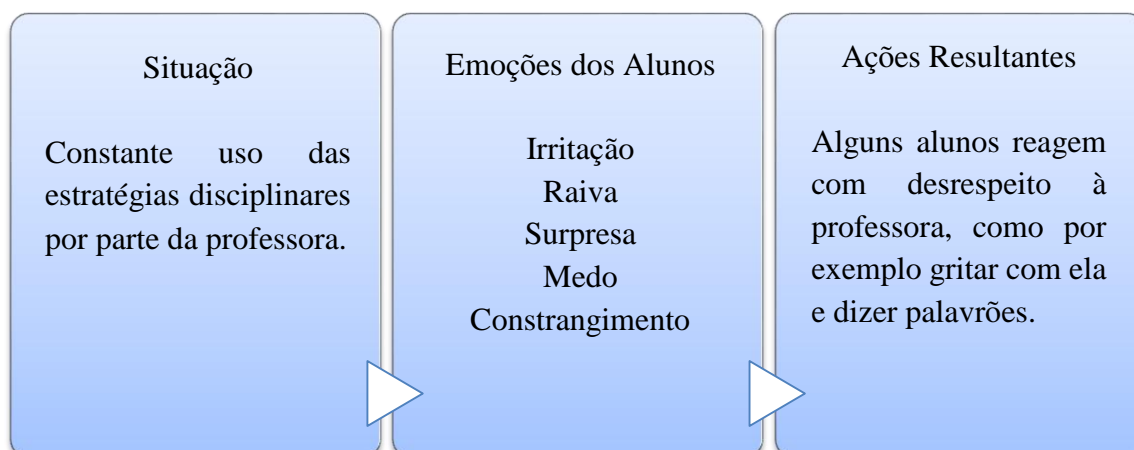 Situação
Constante uso das
estratégias disciplinares
por parte da professora.
Emoções dos Alunos
Irritação
Raiva
Surpresa
Medo
Constrangimento
Ações Resultantes
Alguns alunos reagem
com desrespeito à
professora, como por
exemplo gritar com ela
e dizer palavrões.